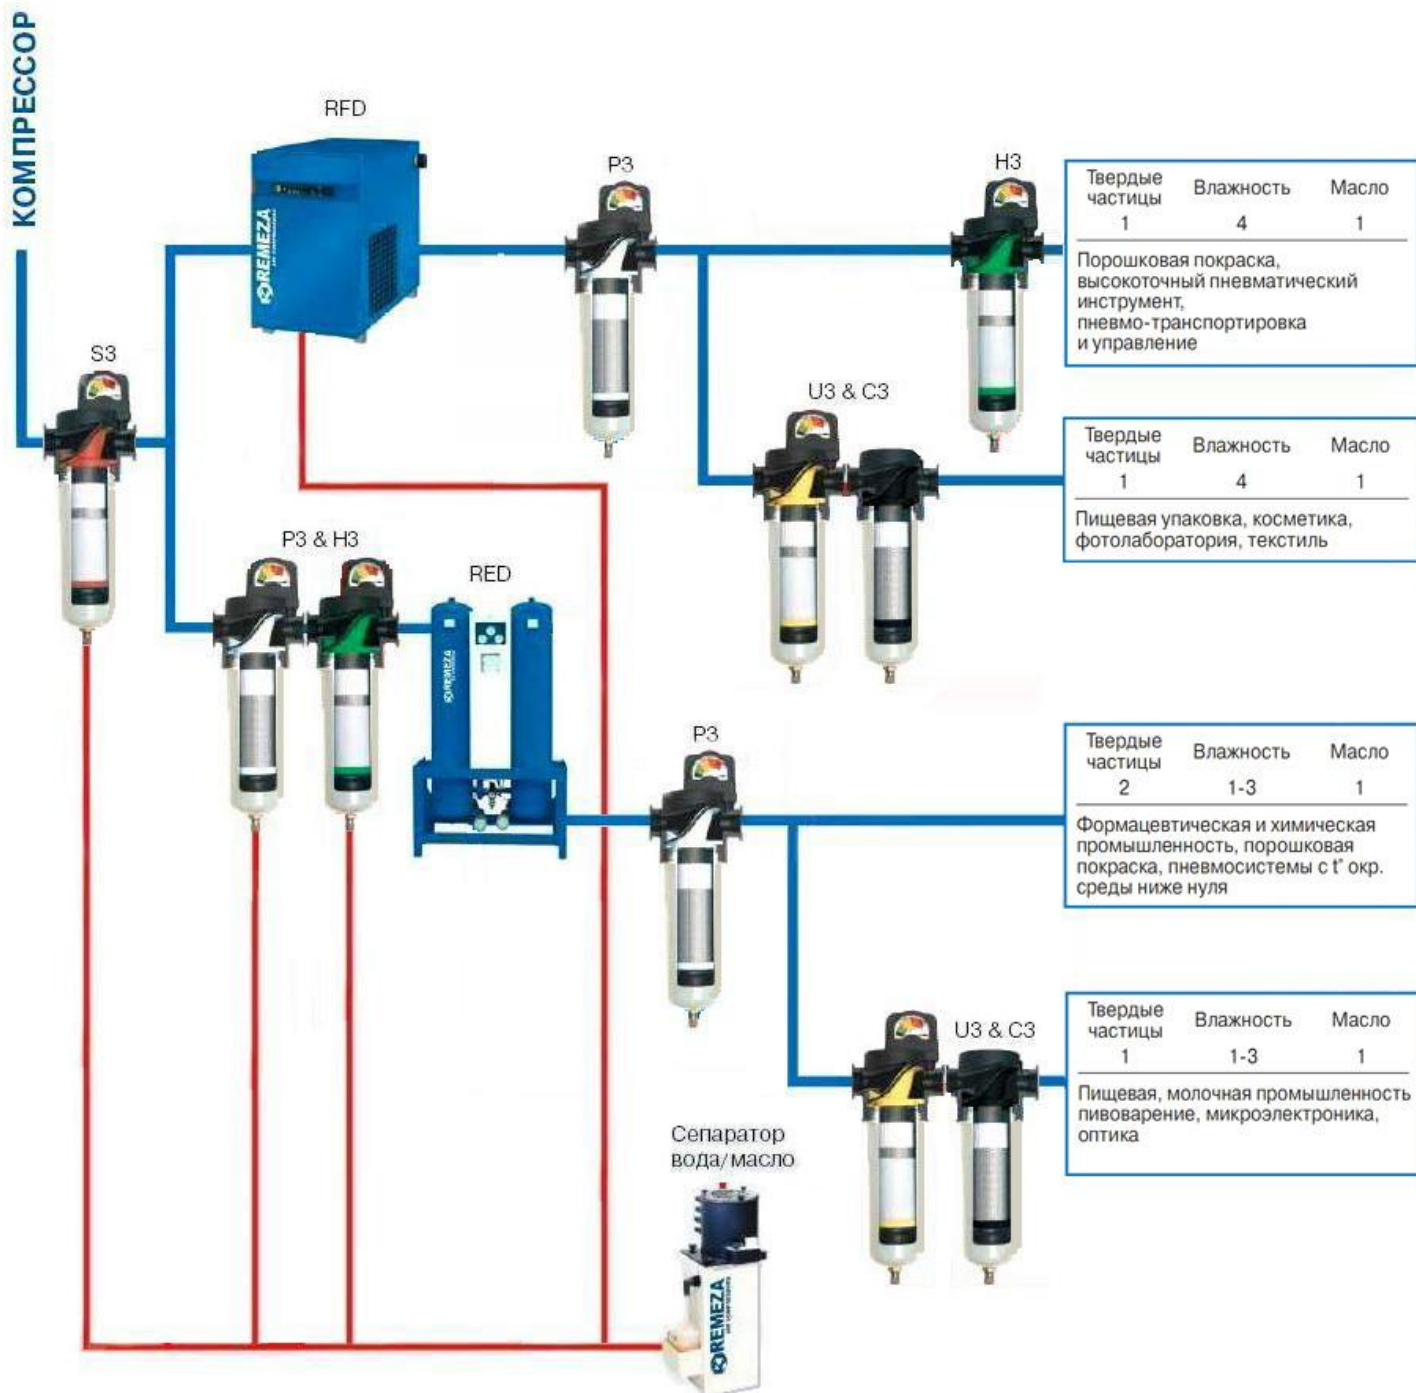 КОМПРЕССОР
RFD
REMEZA
AIR COMPRESSORS
P3
H3
Твердые частицы Влажность Масло
1 4 1
Порошковая покраска,
высокоточный пневматический
инструмент,
пневмо-транспортировка
и управление
S3
U3 & C3
Твердые частицы Влажность Масло
1 4 1
Пищевая упаковка, косметика,
фотолаборатория, текстиль
P3 & H3
RED
REMEZA
P3
Твердые частицы Влажность Масло
2 1-3 1
Формацевтическая и химическая
промышленность, порошковая
покраска, пневмосистемы с t° окр.
среды ниже нуля
U3 & C3
Твердые частицы Влажность Масло
1 1-3 1
Пищевая, молочная промышленность
пивоварение, микроэлектроника,
оптика
Сепаратор
вода/масло
REMEZA
AIR COMPRESSORS